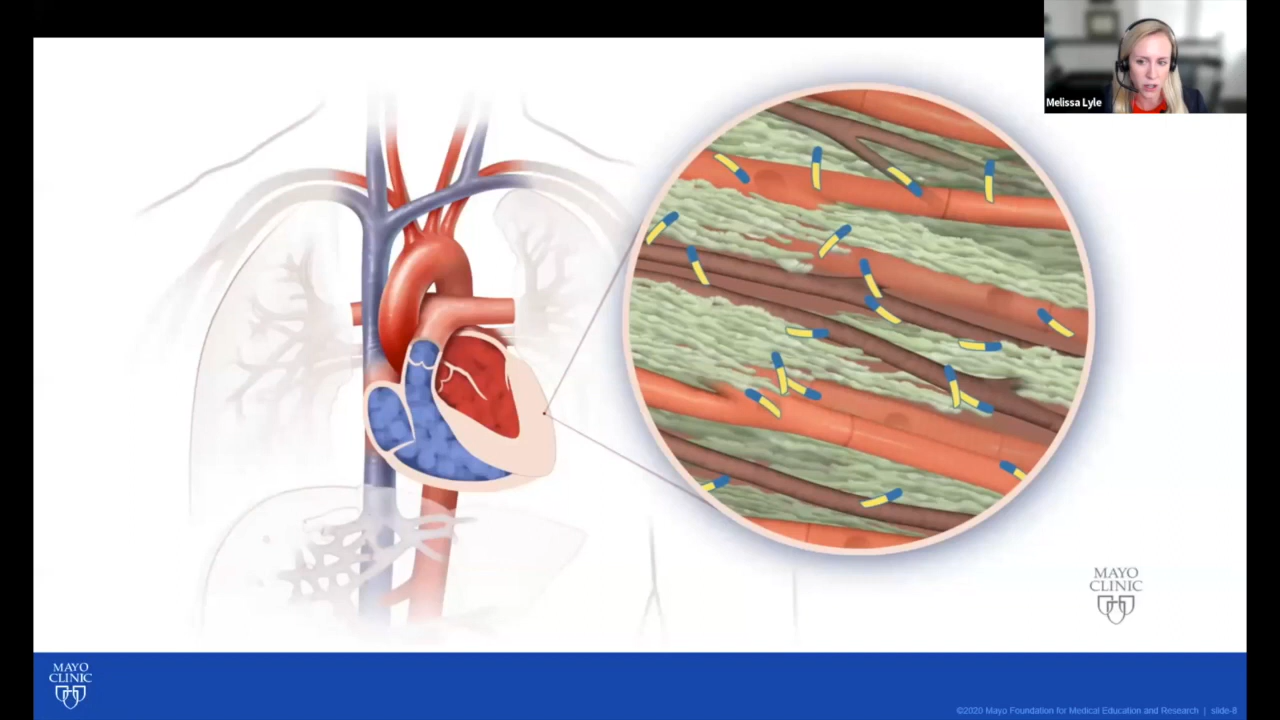 Melissa Lyle
MAYO
CLINIC
MAYO
CLINIC
©2020 Mayo Foundation for Medical Education and Research | slide-8